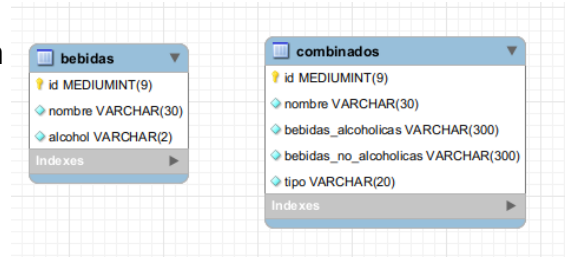 bebidas
id MEDIUMINT(9)
nombre VARCHAR(30)
alcohol VARCHAR(2)
Indexes
combinados
id MEDIUMINT(9)
nombre VARCHAR(30)
bebidas_alcoholicas VARCHAR(300)
bebidas_no_alcoholicas VARCHAR(300)
tipo VARCHAR(20)
Indexes